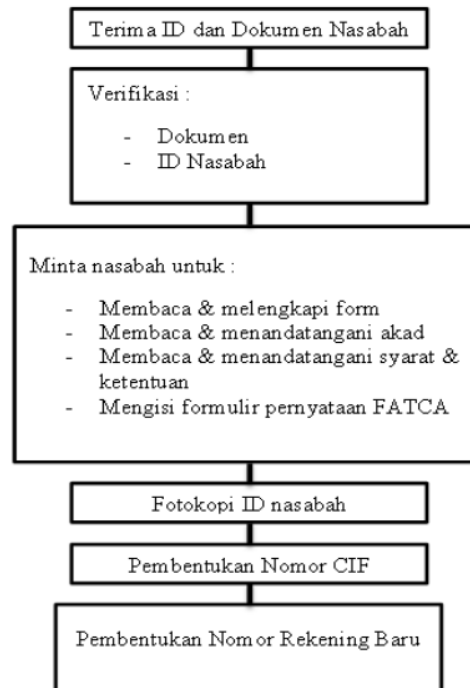 Terima ID dan Dokumen Nasabah
Verifikasi :
- Dokumen
- ID Nasabah
Minta nasabah untuk :
- Membaca & melengkapi form
- Membaca & menandatangani akad
- Membaca & menandatangani syarat &
ketentuan
- Mengisi formulir pernyataan FATCA
Fotokopi ID nasabah
Pembentukan Nomor CIF
Pembentukan Nomor Rekening Baru